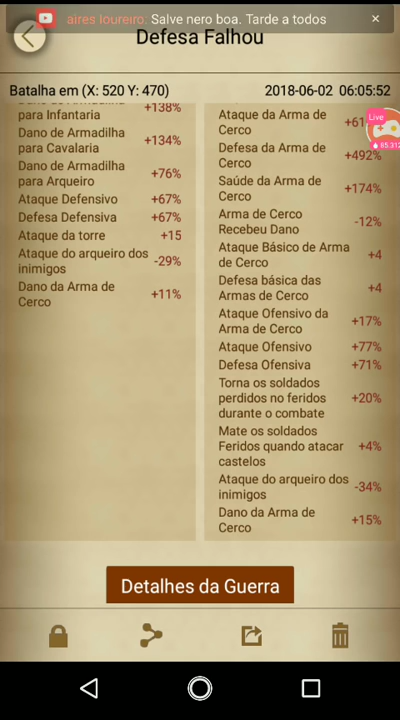 aires loureiro: Salve nero boa. Tarde a todos
×
Defesa Falhou
Batalha em (X: 520 Y: 470)
2018-06-02 06:05:52
Dano de Armadilha
para Infantaria
+138%
Dano de Armadilha
para Cavalaria
+134%
Dano de Armadilha
para Arqueiro
+76%
Ataque Defensivo
+67%
Defesa Defensiva
+67%
Ataque da torre
+15
Ataque do arqueiro dos
inimigos
-29%
Dano da Arma de
Cerco
+11%
Ataque da Arma de
Cerco
Defesa da Arma de
Cerco
+492%
Saúde da Arma de
Cerco
+174%
Arma de Cerco
Recebeu Dano
-12%
Ataque Básico de Arma
de Cerco
+4
Defesa básica das
Armas de Cerco
+4
Ataque Ofensivo da
Arma de Cerco
+17%
Ataque Ofensivo
+77%
Defesa Ofensiva
+71%
Torna os soldados
perdidos no feridos
durante o combate
+20%
Mate os soldados
Feridos quando atacar
castelos
+4%
Ataque do arqueiro dos
inimigos
-34%
Dano da Arma de
Cerco
+15%
Live
Detalhes da Guerra